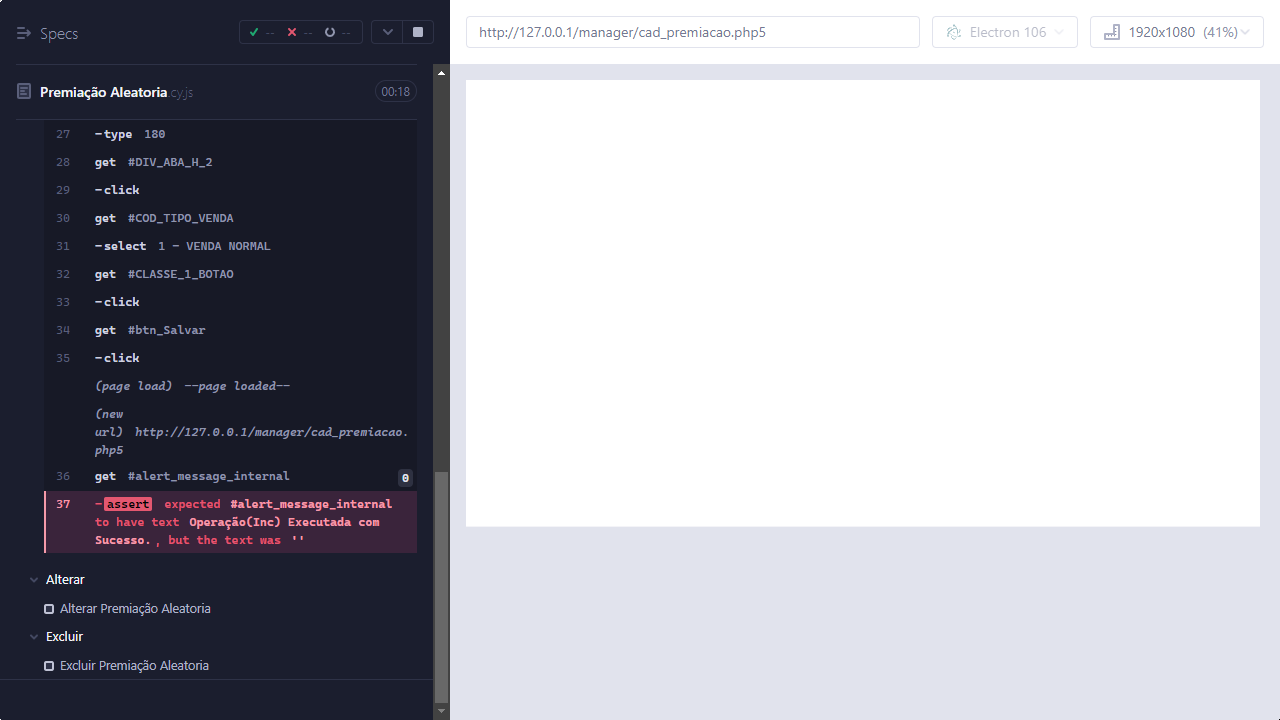 Specs
-- -- --
http://127.0.0.1/manager/cad_premiacao.php5
Electron 106
1920x1080 (41%)
Premiação Aleatoria.cy.js
00:18
27 -type 180
28 get #DIV_ABA_H_2
29 -click
30 get #COD_TIPO_VENDA
31 -select 1 - VENDA NORMAL
32 get #CLASSE_1_BOTAO
33 -click
34 get #btn_Salvar
35 -click
(page load) --page loaded--
(new
url) http://127.0.0.1/manager/cad_premiacao.
php5
36 get #alert_message_internal 0
37 -assert expected #alert_message_internal
to have text Operação(Inc) Executada com
Sucesso. , but the text was ''
Alterar
Alterar Premiação Aleatoria
Excluir
Excluir Premiação Aleatoria